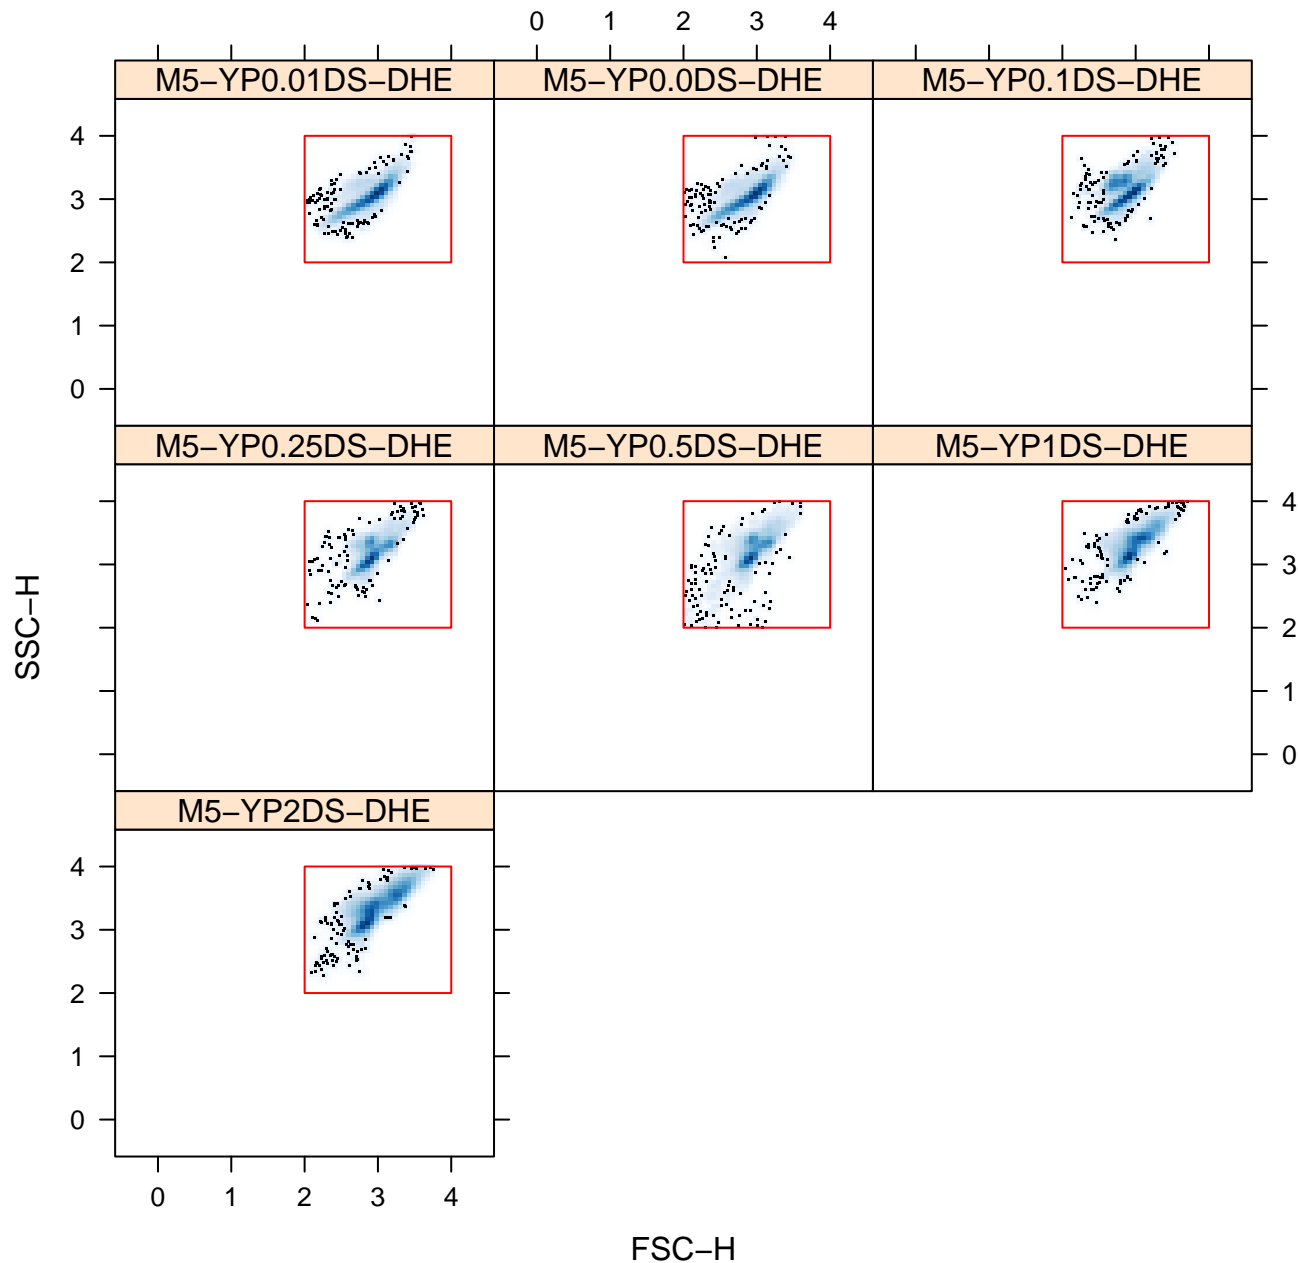 0 1 2 3 4
M5−YP0.01DS−DHE M5−YP0.0DS−DHE M5−YP0.1DS−DHE
4
3
2
1
0
M5−YP0.25DS−DHE M5−YP0.5DS−DHE M5−YP1DS−DHE
4
3
2
1
0
SSC−H
M5−YP2DS−DHE
4
3
2
1
0
0 1 2 3 4
FSC−H